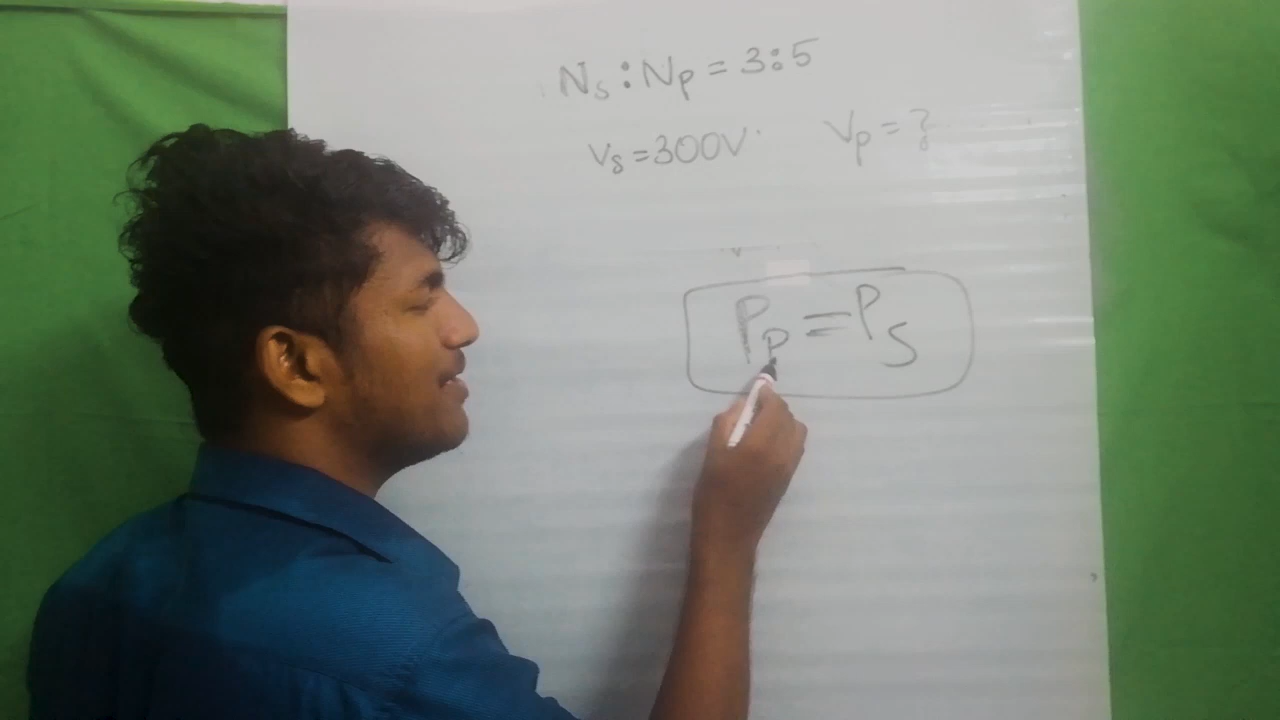 Ns : Np = 3:5
Vs = 300V Vp = ?
Pp = Ps